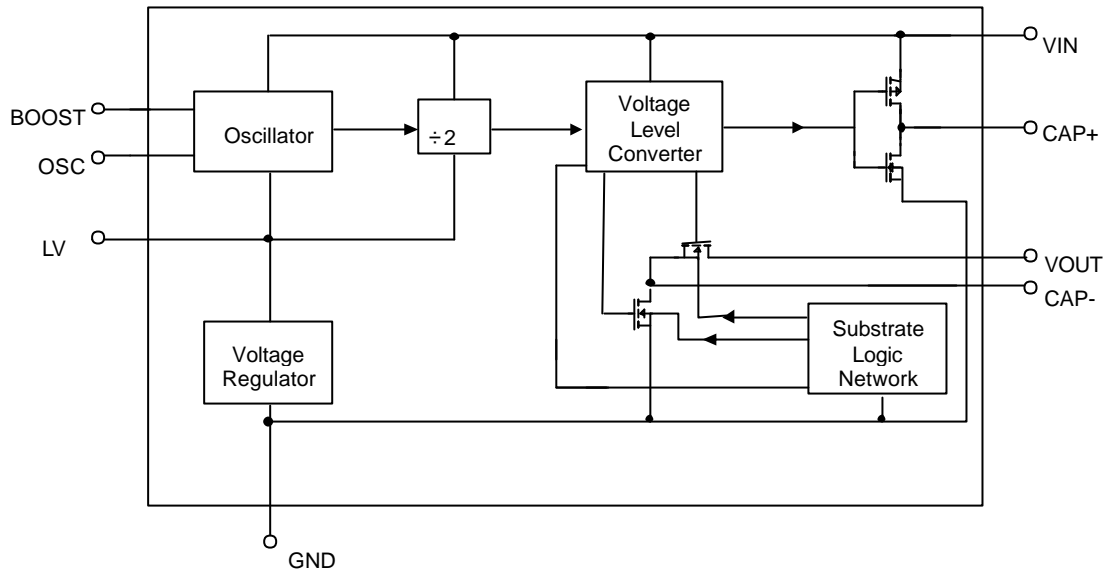 VIN
BOOST
Oscillator
÷2
Voltage
Level
Converter
CAP+
OSC
LV
VOUT
CAP-
Voltage
Regulator
Substrate
Logic
Network
GND